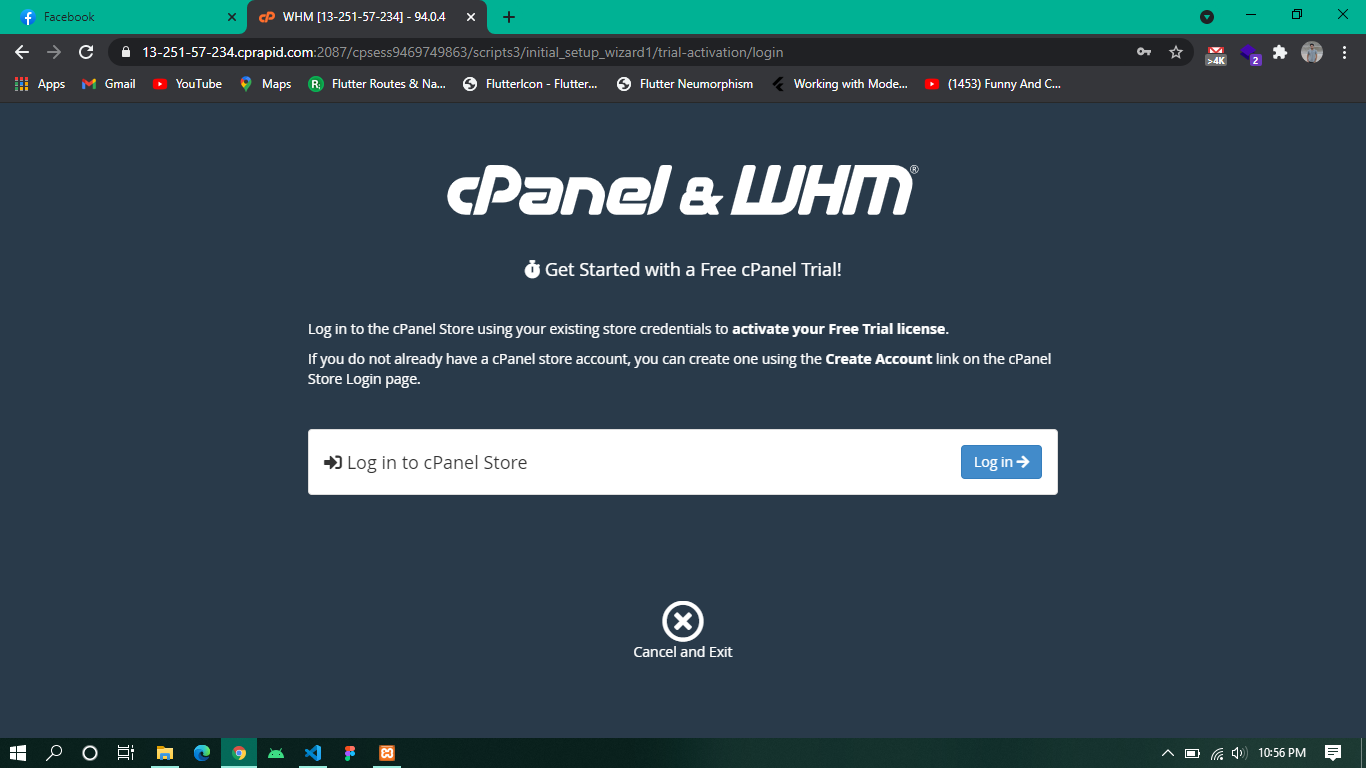 Facebook
WHM [13-251-57-234] - 94.0.4
13-251-57-234.cprapid.com:2087/cpsess9469749863/scripts3/initial_setup_wizard1/trial-activation/login
>4K
2
Apps
Gmail
YouTube
Maps
Flutter Routes & Na...
FlutterIcon - Flutter...
Flutter Neumorphism
Working with Mode...
(1453) Funny And C...
cPanel & WHM®
Get Started with a Free cPanel Trial!
Log in to the cPanel Store using your existing store credentials to activate your Free Trial license.
If you do not already have a cPanel store account, you can create one using the Create Account link on the cPanel
Store Login page.
Log in to cPanel Store
Log in
Cancel and Exit
10:56 PM